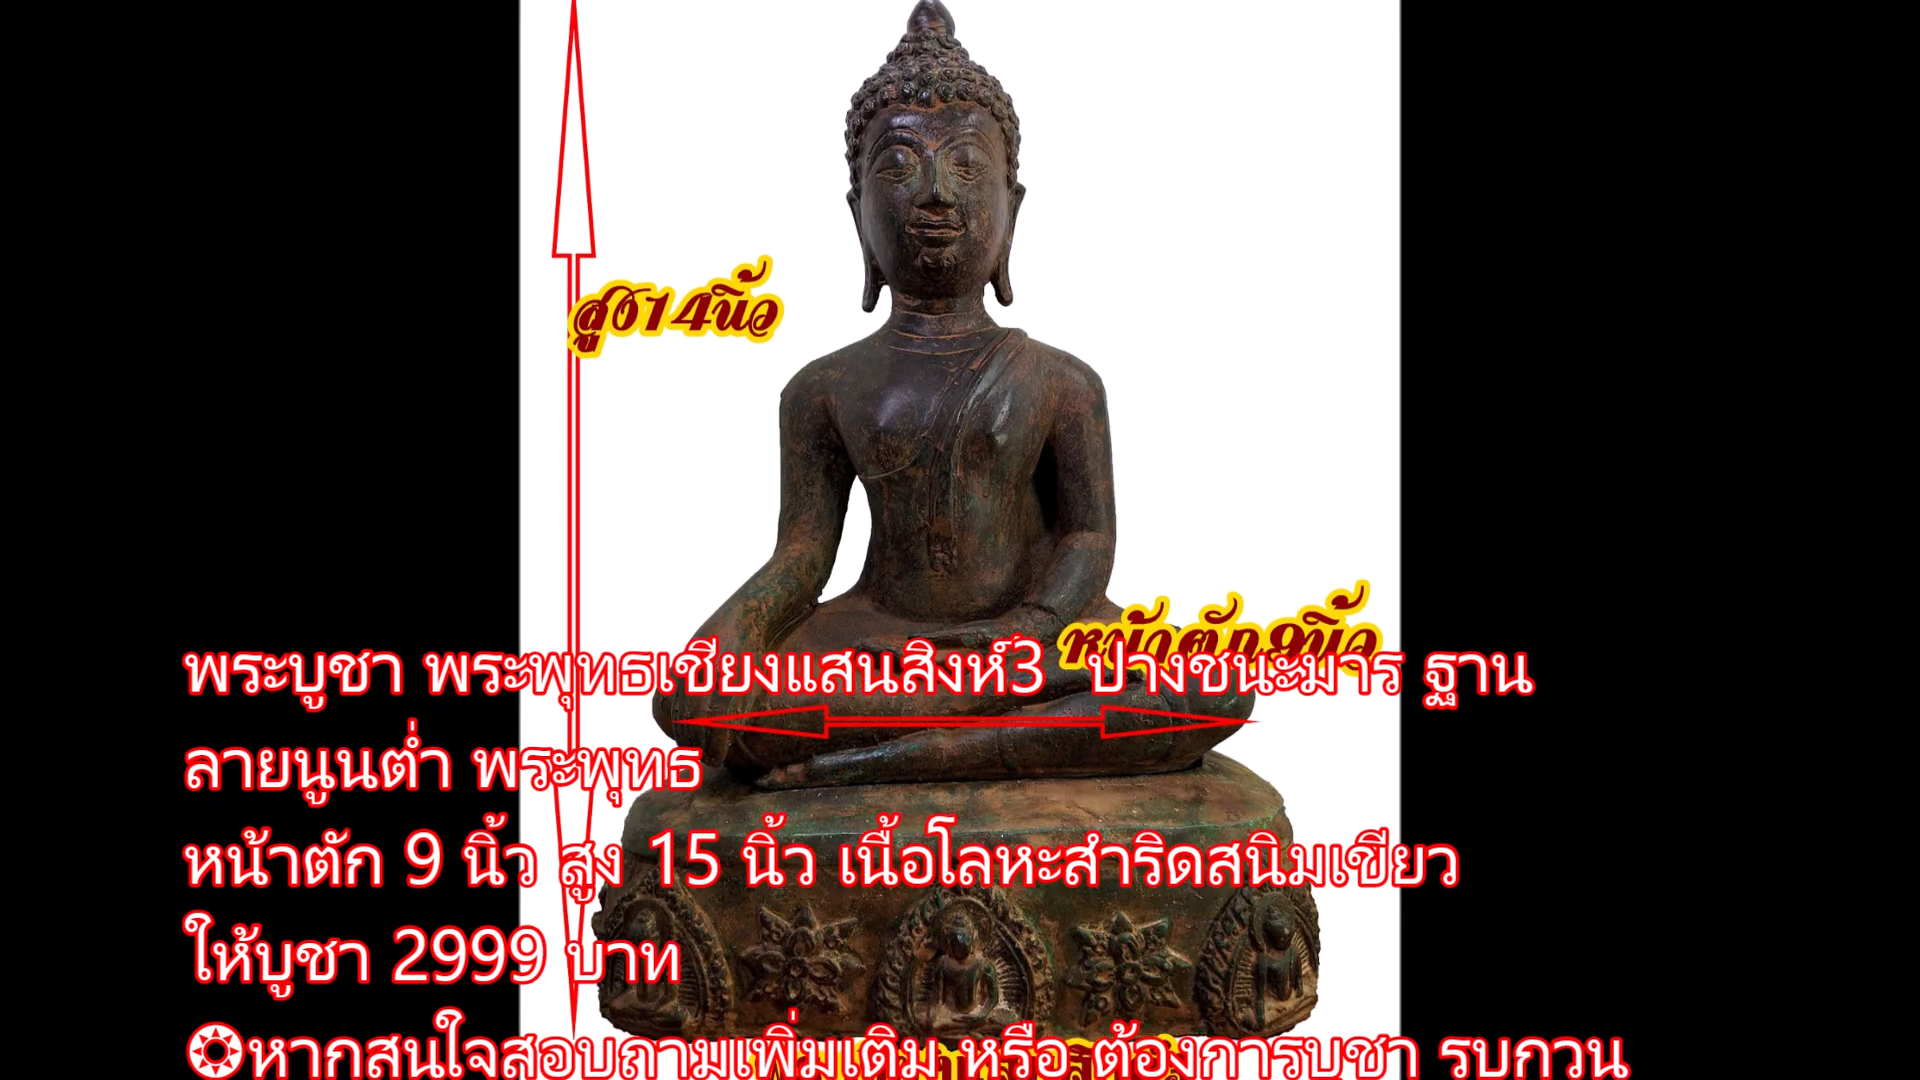 สูง14นิ้ว
หน้าตัก9นิ้ว
พระบูชา พระพุทธเชียงแสนสิงห์3 ปางชนะมาร ฐาน
ลายนูนต่ำ พระพุทธ
หน้าตัก 9 นิ้ว สูง 15 นิ้ว เนื้อโลหะสำริดสนิมเขียว
ให้บูชา 2999 บาท
❂หากสนใจสอบถามเพิ่มเติม หรือ ต้องการบูชา รบกวน